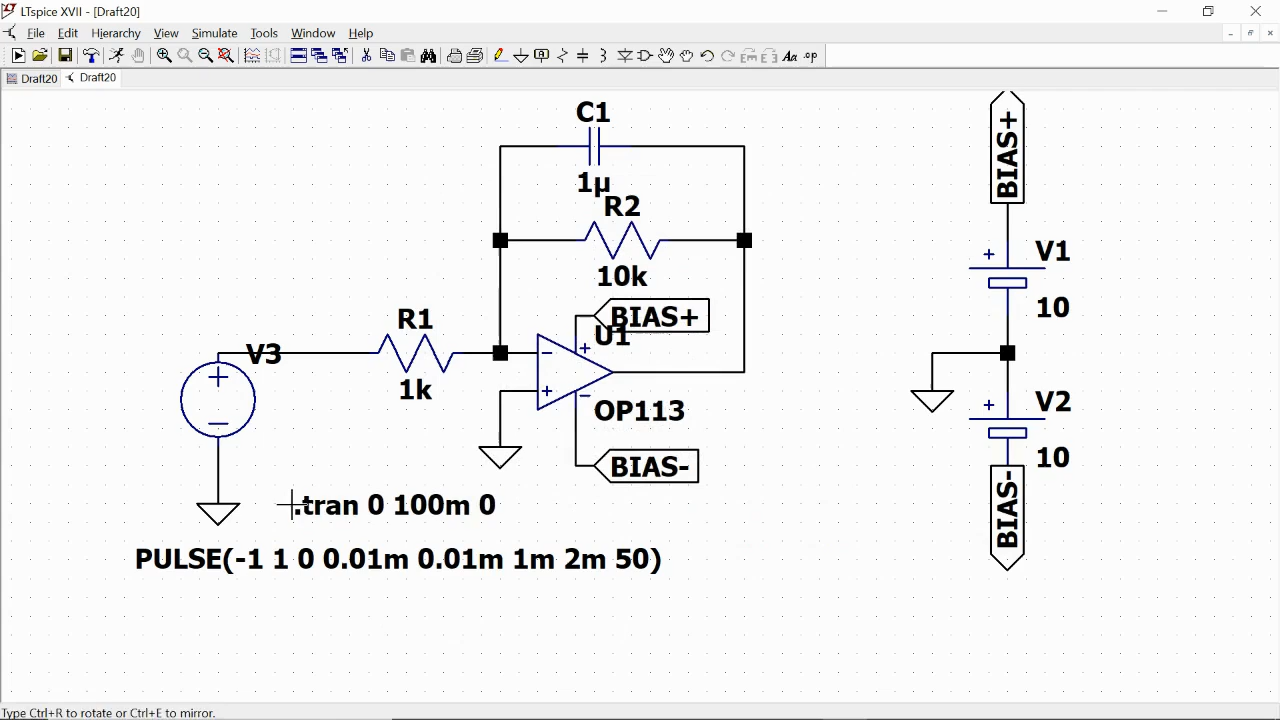 LTspice XVII - [Draft20]
File Edit Hierarchy View Simulate Tools Window Help
Draft20 Draft20
C1
1µ
R2
10k
BIAS+
U1
R1
1k
V3
OP113
BIAS-
.tran 0 100m 0
PULSE(-1 1 0 0.01m 0.01m 1m 2m 50)
BIAS+
V1
10
V2
10
BIAS-
Type Ctrl+R to rotate or Ctrl+E to mirror.